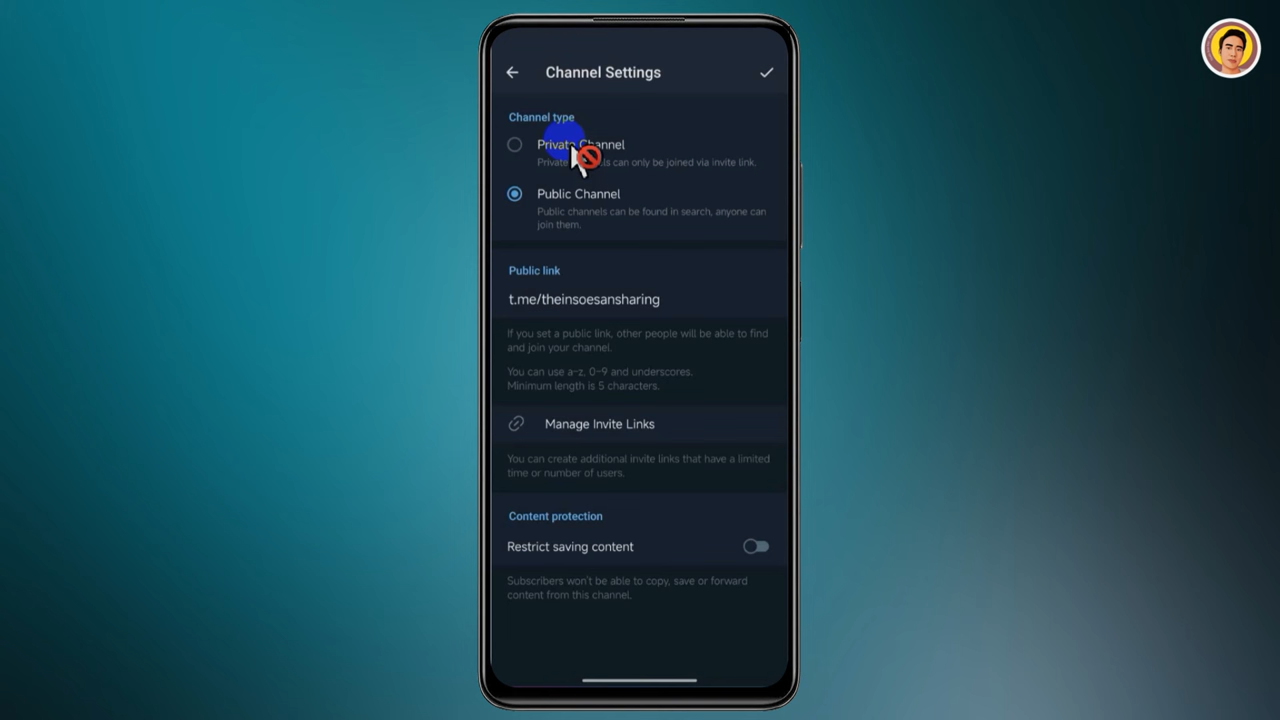 Channel Settings
Channel type
Private Channel
Private ls can only be joined via invite link.
Public Channel
Public channels can be found in search, anyone can
join them.
Public link
t.me/theinsoesansharing
If you set a public link, other people will be able to find
and join your channel.
You can use a–z, 0–9 and underscores.
Minimum length is 5 characters.
Manage Invite Links
You can create additional invite links that have a limited
time or number of users.
Content protection
Restrict saving content
Subscribers won't be able to copy, save or forward
content from this channel.